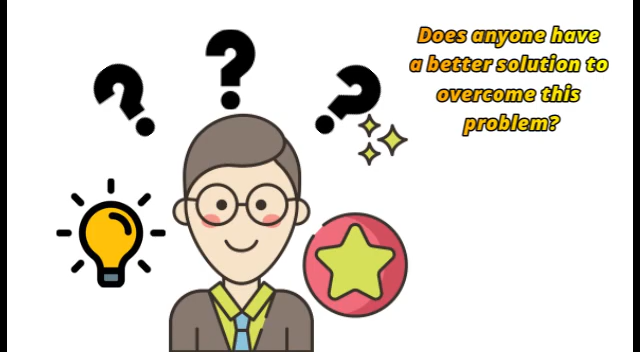 Does anyone have
a better solution to
overcome this
problem?